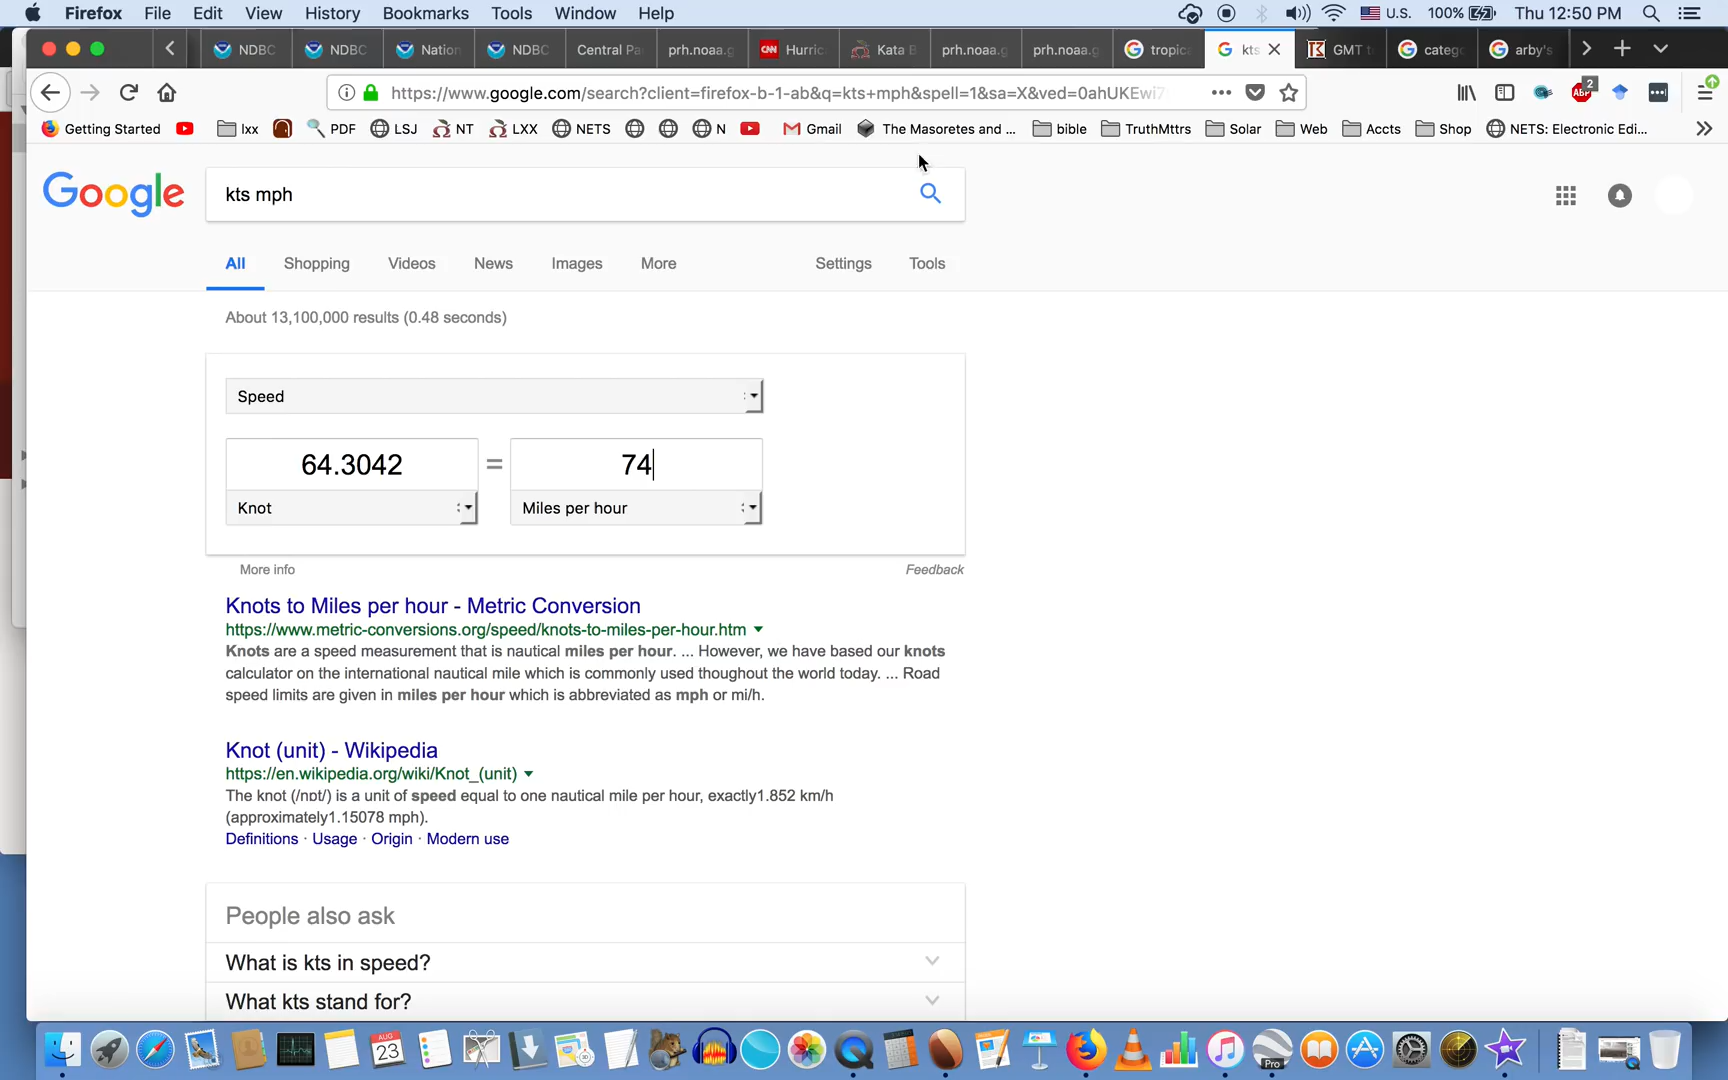 Firefox File Edit View History Bookmarks Tools Window Help U.S. 100% Thu 12:50 PM
NDBC NDBC Nation NDBC Central Pa prh.noaa.g CNN Hurric Kata B prh.noaa.g prh.noaa.g tropic kts GMT t catego arby's
https://www.google.com/search?client=firefox-b-1-ab&q=kts+mph&spell=1&sa=X&ved=0ahUKEwi7 ABP 2
Getting Started lxx PDF LSJ NT LXX NETS N Gmail The Masoretes and ... bible TruthMttrs Solar Web Accts Shop NETS: Electronic Edi...
Google kts mph
All Shopping Videos News Images More Settings Tools
About 13,100,000 results (0.48 seconds)
Speed
64.3042 = 74
Knot Miles per hour
More info Feedback
Knots to Miles per hour - Metric Conversion
https://www.metric-conversions.org/speed/knots-to-miles-per-hour.htm
Knots are a speed measurement that is nautical miles per hour. ... However, we have based our knots
calculator on the international nautical mile which is commonly used thoughout the world today. ... Road
speed limits are given in miles per hour which is abbreviated as mph or mi/h.
Knot (unit) - Wikipedia
https://en.wikipedia.org/wiki/Knot_(unit)
The knot (/nɒt/) is a unit of speed equal to one nautical mile per hour, exactly1.852 km/h
(approximately1.15078 mph).
Definitions · Usage · Origin · Modern use
People also ask
What is kts in speed?
What kts stand for?
AUG
23
Pro